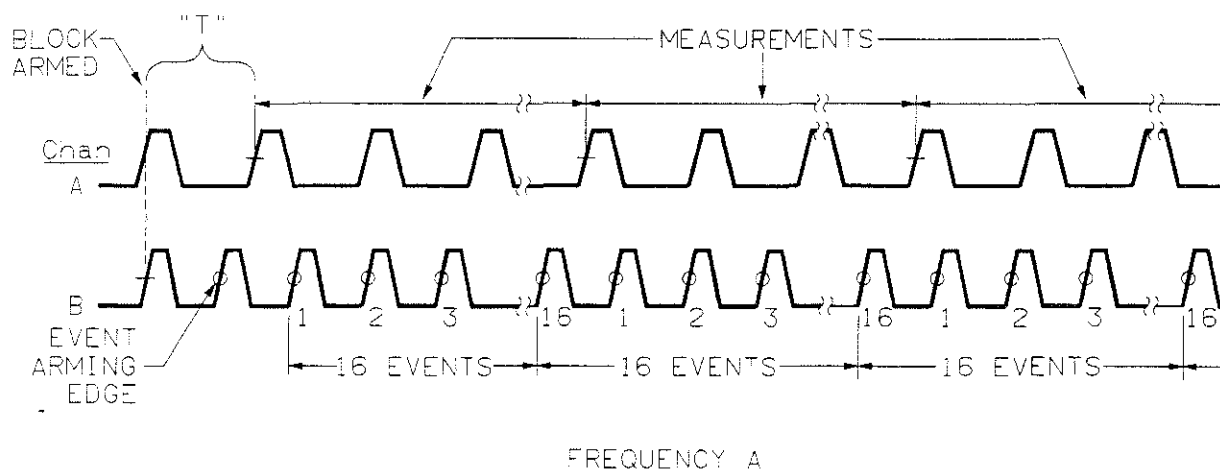 "T"
BLOCK
ARMED
MEASUREMENTS
Chan
A
B
1 2 3 16 1 2 3 16 1 2 3 16
EVENT
ARMING
EDGE
16 EVENTS 16 EVENTS 16 EVENTS
FREQUENCY A